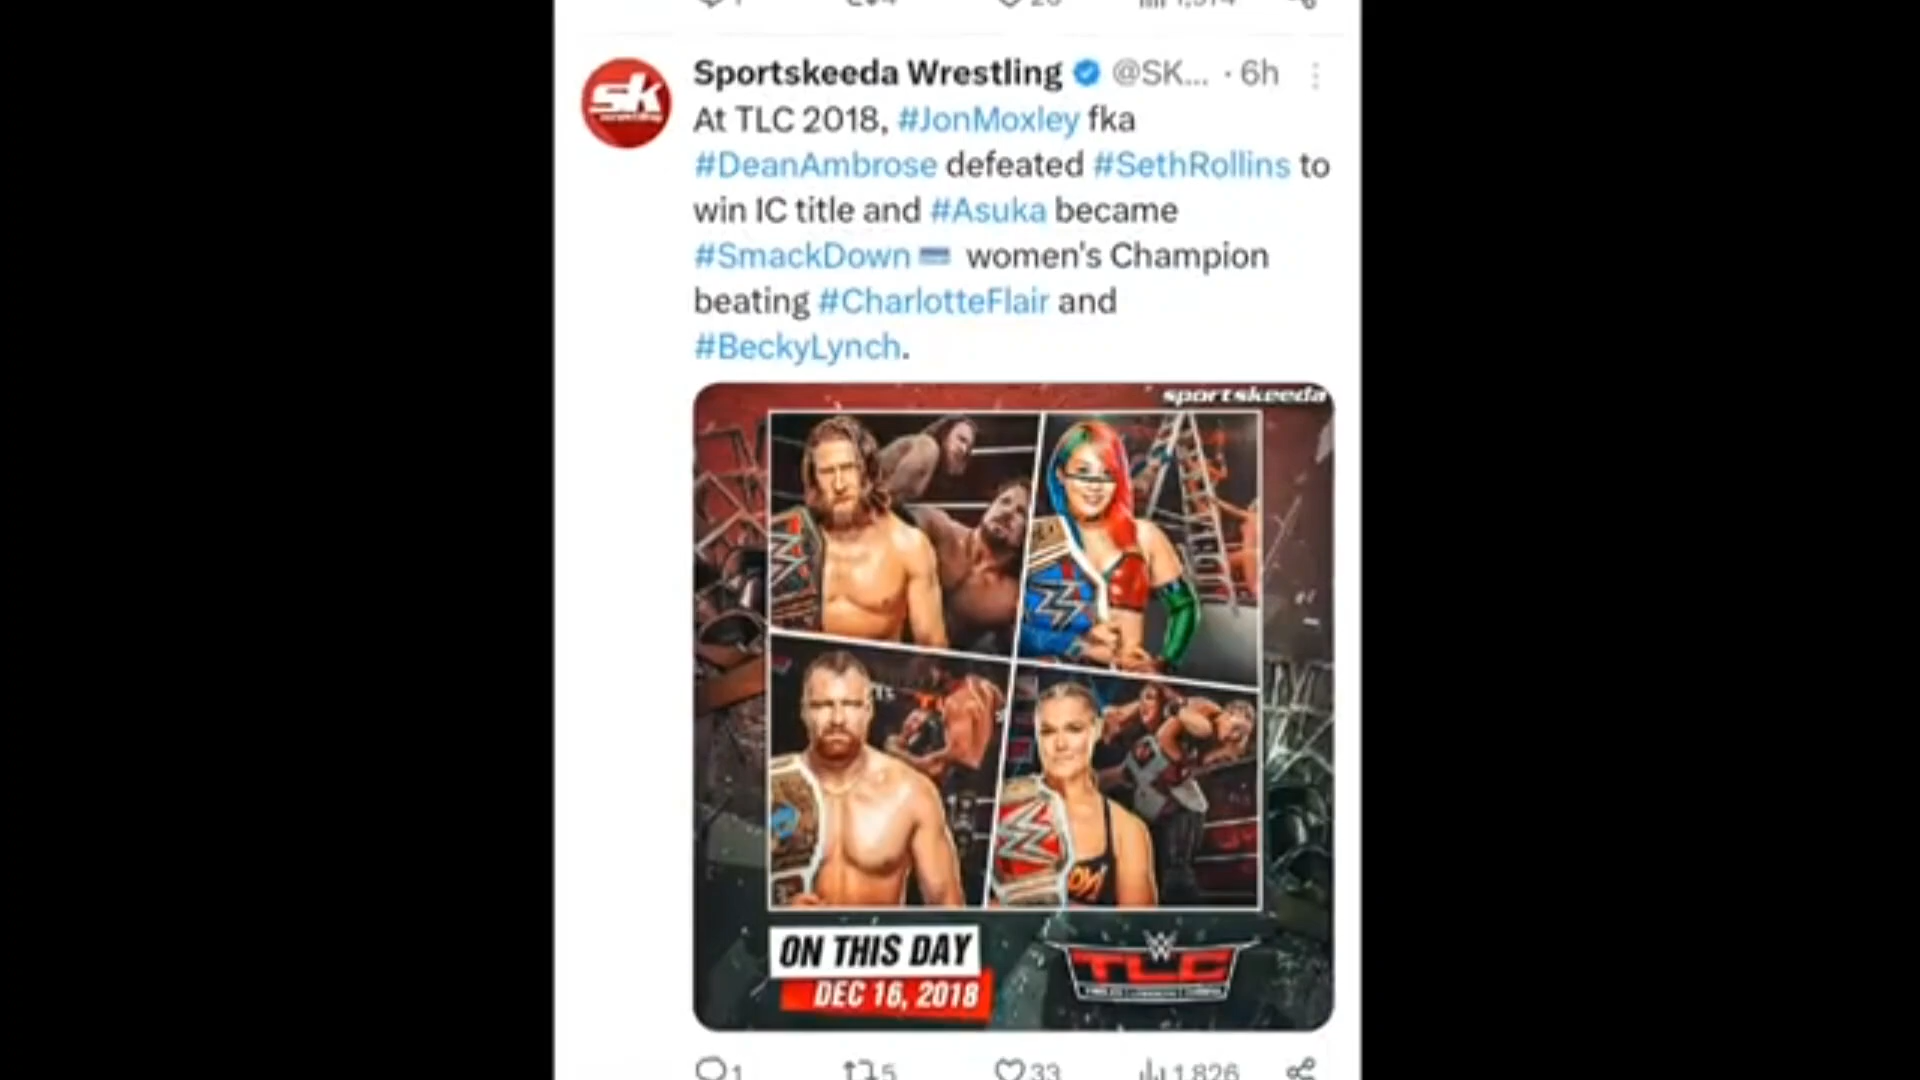 Sportskeeda Wrestling @SK... · 6h
At TLC 2018, #JonMoxley fka
#DeanAmbrose defeated #SethRollins to
win IC title and #Asuka became
#SmackDown women's Champion
beating #CharlotteFlair and
#BeckyLynch.
sportskeeda
ON THIS DAY
DEC 16, 2018
TLC
1 5 33 1,826